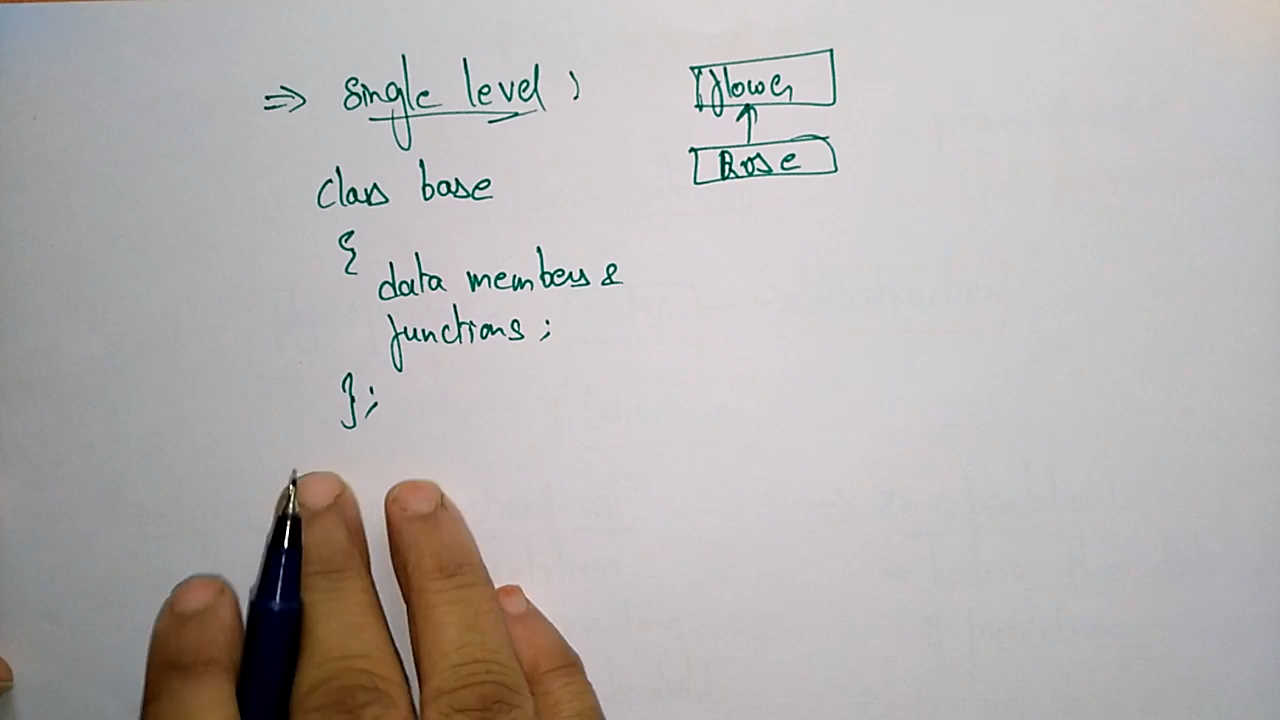 ⇒ Single level ;
flower
Rose
class base
{
data members &
functions ;
} ;